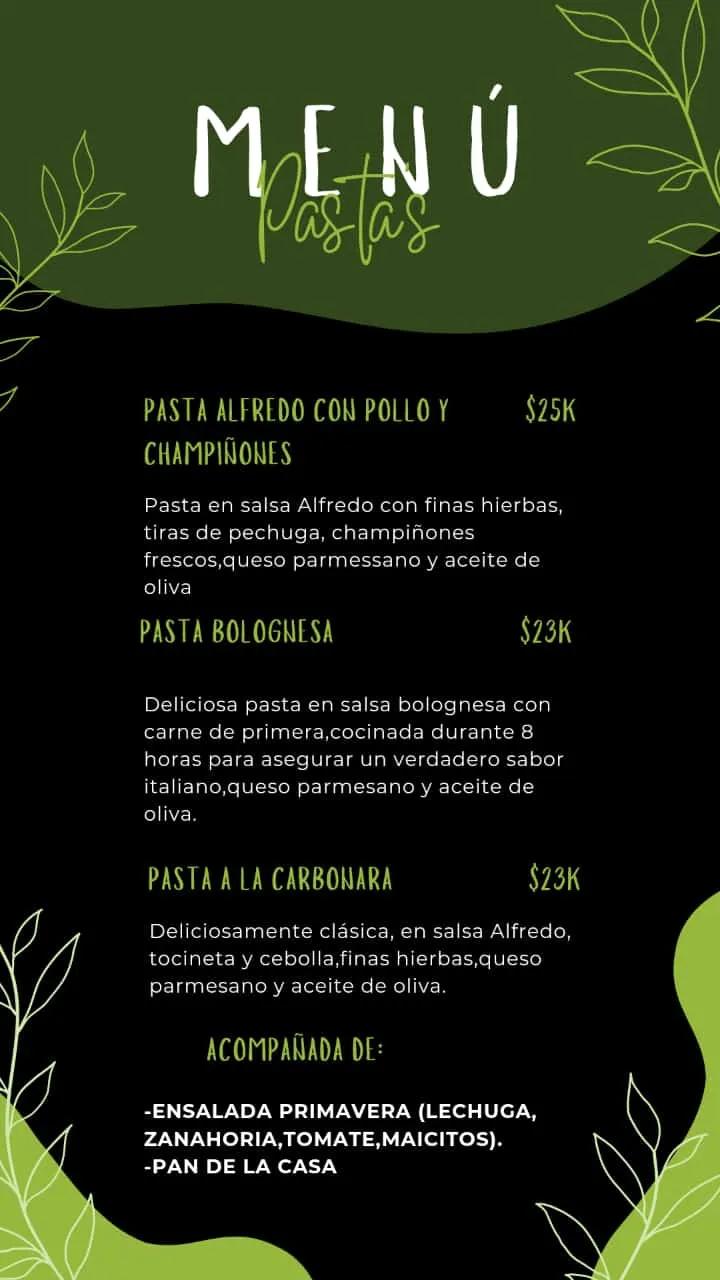 MENÚ
Pastas
PASTA ALFREDO CON POLLO Y $25K
CHAMPIÑONES
Pasta en salsa Alfredo con finas hierbas,
tiras de pechuga, champiñones
frescos,queso parmessano y aceite de
oliva
PASTA BOLOGNESA $23K
Deliciosa pasta en salsa bolognesa con
carne de primera,cocinada durante 8
horas para asegurar un verdadero sabor
italiano,queso parmesano y aceite de
oliva.
PASTA A LA CARBONARA $23K
Deliciosamente clásica, en salsa Alfredo,
tocineta y cebolla,finas hierbas,queso
parmesano y aceite de oliva.
ACOMPAÑADA DE:
-ENSALADA PRIMAVERA (LECHUGA,
ZANAHORIA,TOMATE,MAICITOS).
-PAN DE LA CASA